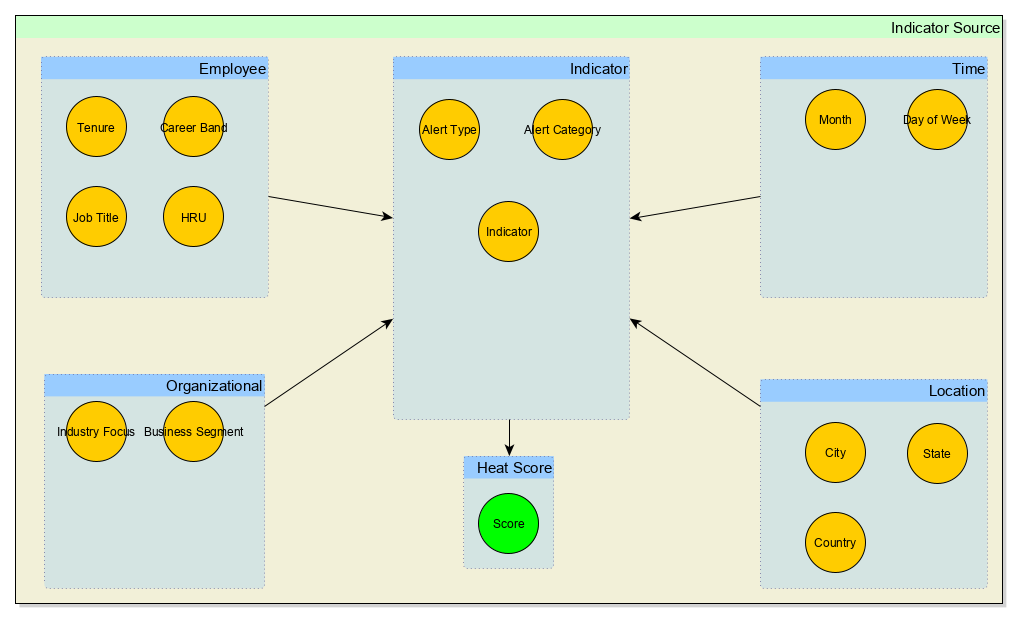 Indicator Source
Employee
Tenure
Career Band
Job Title
HRU
Indicator
Alert Type
Alert Category
Indicator
Time
Month
Day of Week
Organizational
Industry Focus
Business Segment
Heat Score
Score
Location
City
State
Country